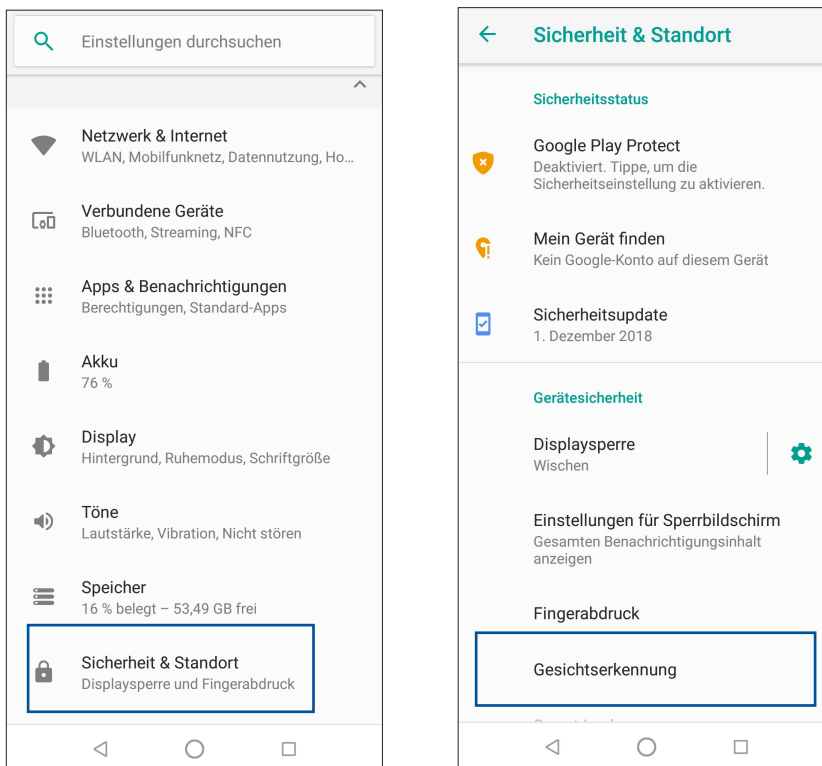 Einstellungen durchsuchen
Netzwerk & Internet
WLAN, Mobilfunknetz, Datennutzung, Ho...
Verbundene Geräte
Bluetooth, Streaming, NFC
Apps & Benachrichtigungen
Berechtigungen, Standard-Apps
Akku
76 %
Display
Hintergrund, Ruhemodus, Schriftgröße
Töne
Lautstärke, Vibration, Nicht stören
Speicher
16 % belegt – 53,49 GB frei
Sicherheit & Standort
Displaysperre und Fingerabdruck
Sicherheit & Standort
Sicherheitsstatus
Google Play Protect
Deaktiviert. Tippe, um die
Sicherheitseinstellung zu aktivieren.
Mein Gerät finden
Kein Google-Konto auf diesem Gerät
Sicherheitsupdate
1. Dezember 2018
Gerätesicherheit
Displaysperre
Wischen
Einstellungen für Sperrbildschirm
Gesamten Benachrichtigungsinhalt
anzeigen
Fingerabdruck
Gesichtserkennung